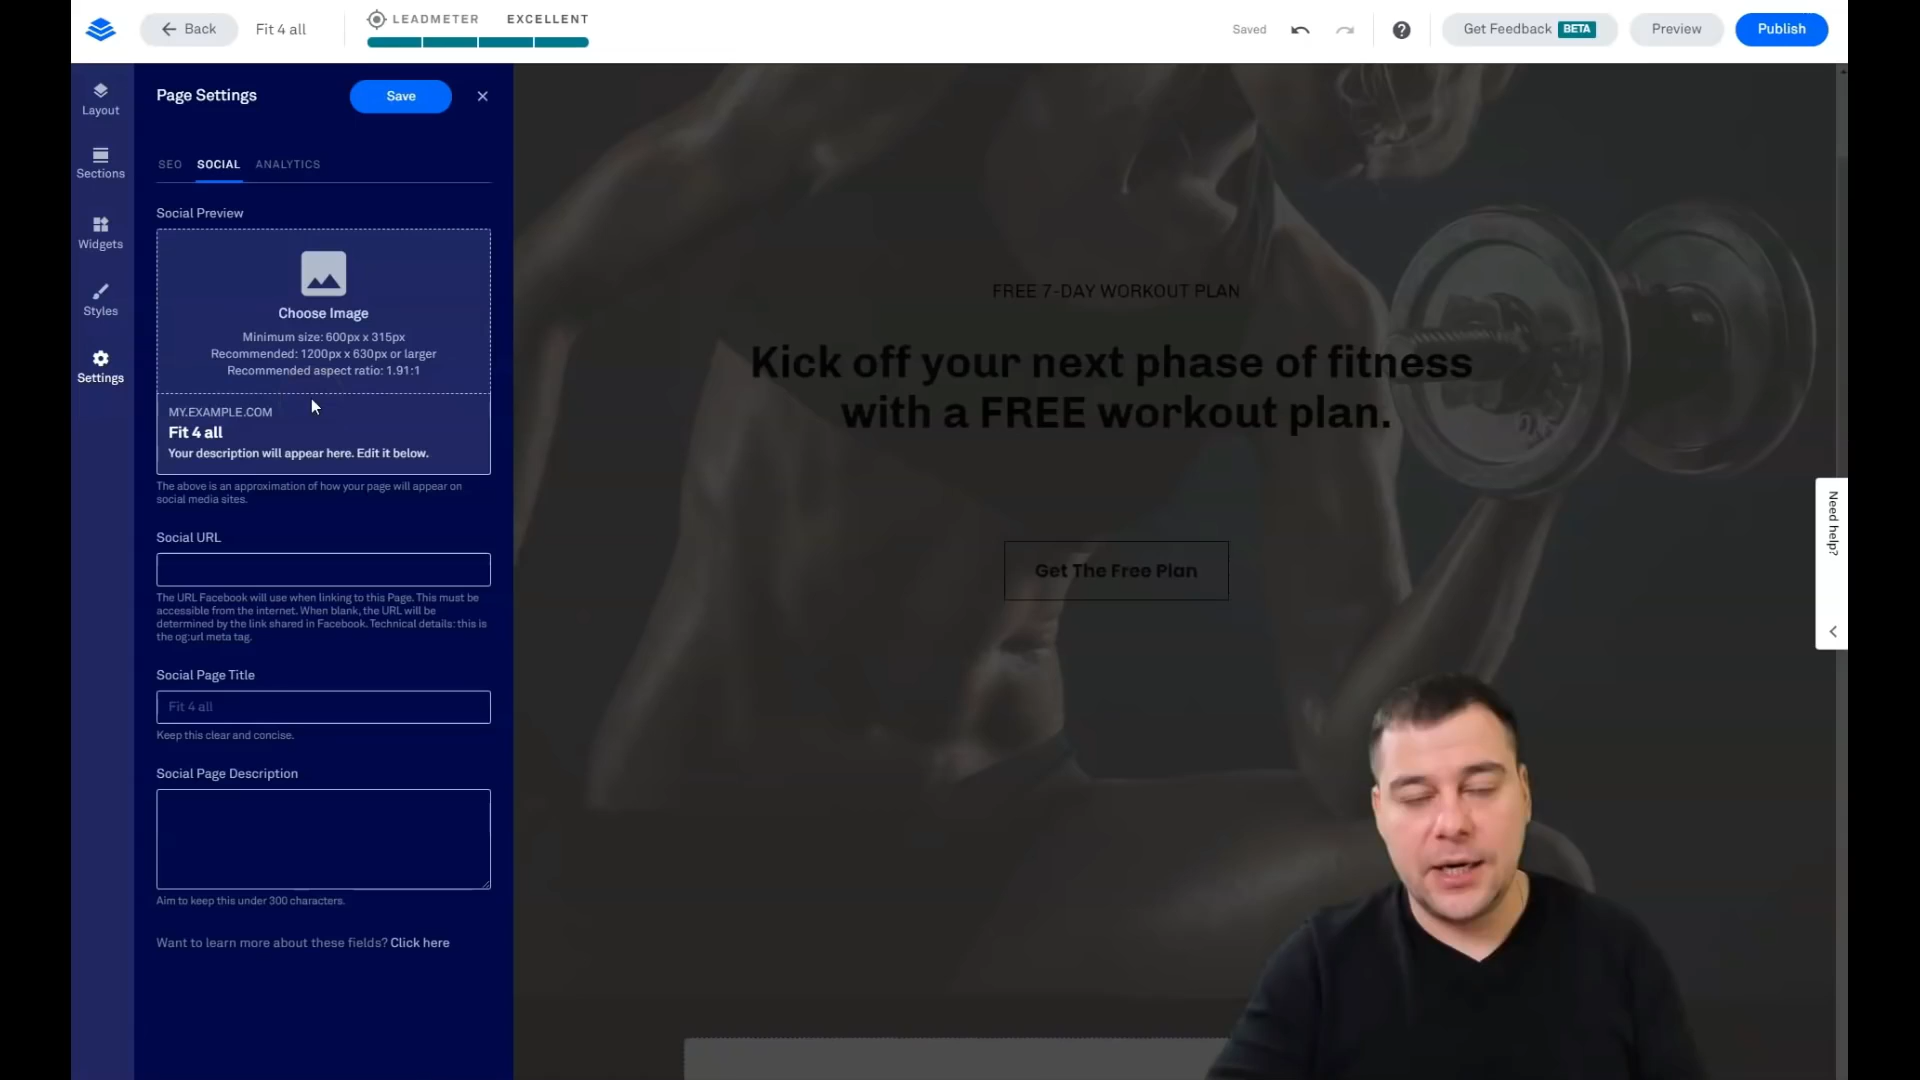 Back
Fit 4 all
LEADMETER
EXCELLENT
Saved
Get Feedback BETA
Preview
Publish
Layout
Sections
Widgets
Styles
Settings
Page Settings
Save
SEO
SOCIAL
ANALYTICS
Social Preview
Choose Image
Minimum size: 600px x 315px
Recommended: 1200px x 630px or larger
Recommended aspect ratio: 1.91:1
MY.EXAMPLE.COM
Fit 4 all
Your description will appear here. Edit it below.
The above is an approximation of how your page will appear on
social media sites.
Social URL
The URL Facebook will use when linking to this Page. This must be
accessible from the internet. When blank, the URL will be
determined by the link shared in Facebook. Technical details: this is
the og:url meta tag.
Social Page Title
Fit 4 all
Keep this clear and concise.
Social Page Description
Aim to keep this under 300 characters.
Want to learn more about these fields? Click here
FREE 7-DAY WORKOUT PLAN
Kick off your next phase of fitness
with a FREE workout plan.
Get The Free Plan
Need help?